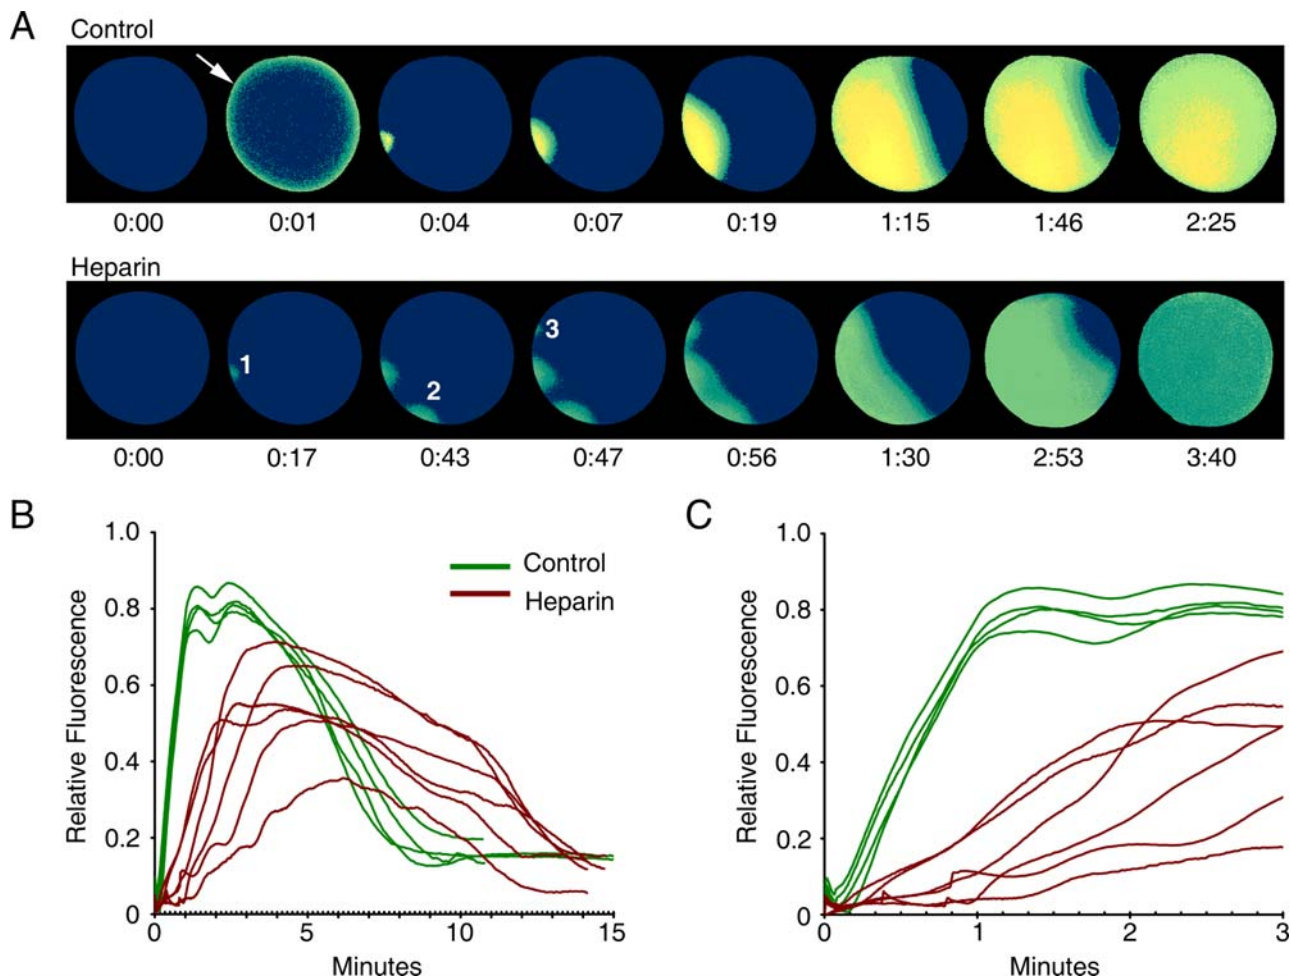 A
Control
0:00 0:01 0:04 0:07 0:19 1:15 1:46 2:25
Heparin
1 2 3
0:00 0:17 0:43 0:47 0:56 1:30 2:53 3:40
B
1.0
0.8
0.6
0.4
0.2
0
Relative Fluorescence
Control
Heparin
0 5 10 15
Minutes
C
1.0
0.8
0.6
0.4
0.2
0
Relative Fluorescence
0 1 2 3
Minutes